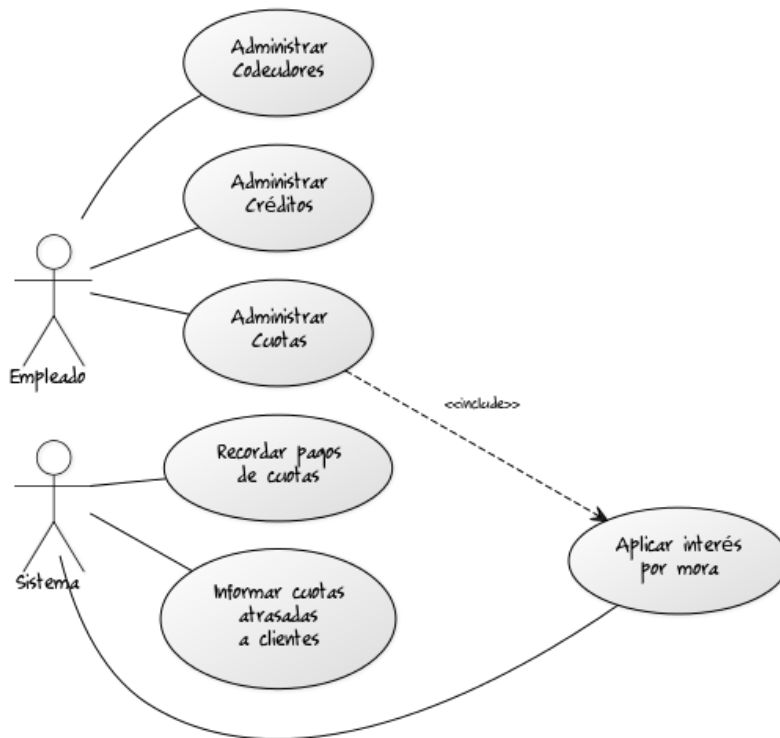 Administrar
Codeudores
Administrar
Créditos
Administrar
Cuotas
Empleado
<<include>>
Recordar pagos
de cuotas
Aplicar interés
por mora
Sistema
Informar cuotas
atrasadas
a clientes